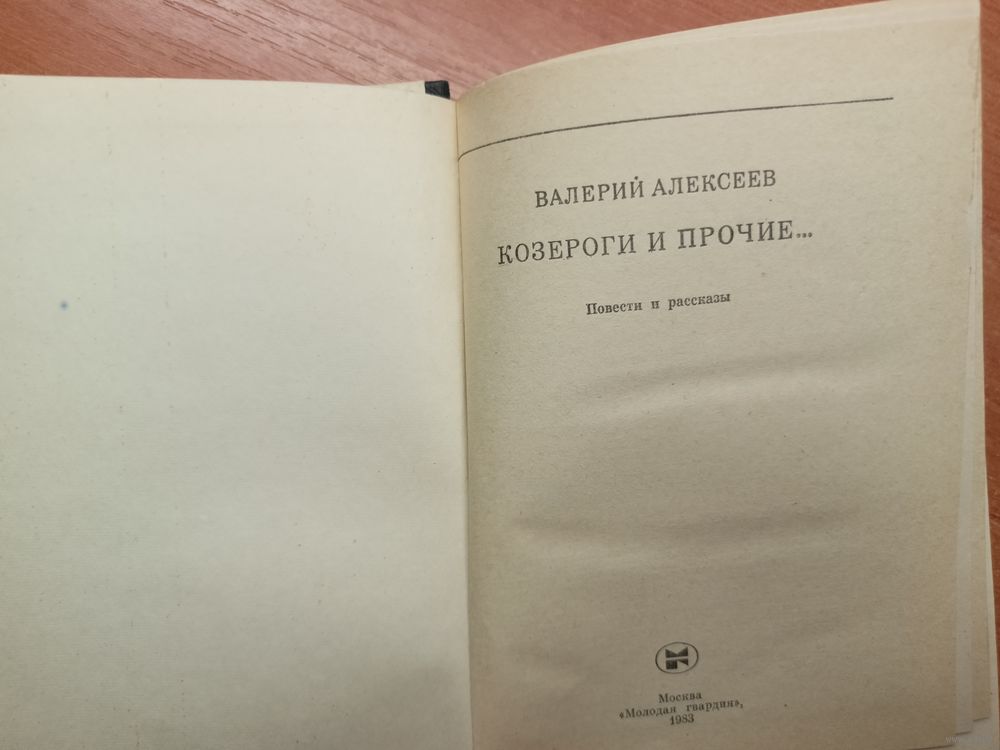 ВАЛЕРИЙ АЛЕКСЕЕВ
КОЗЕРОГИ И ПРОЧИЕ...
Повести и рассказы
Москва
«Молодая гвардия»,
1983